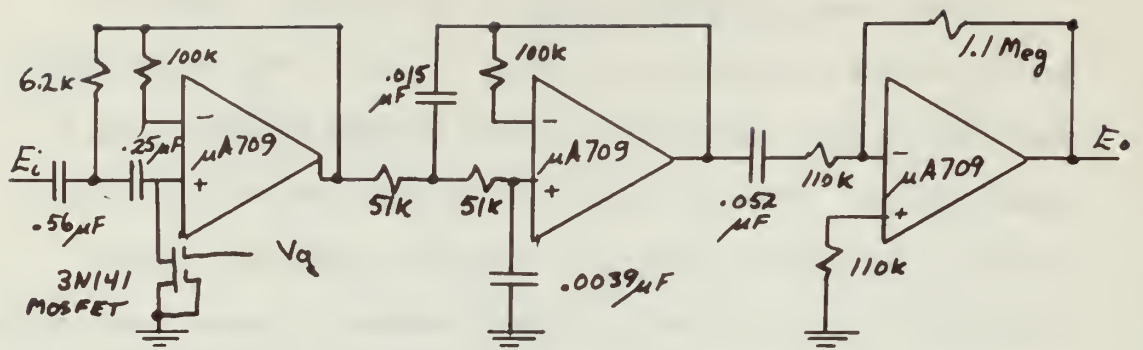 6.2K
100K
.25μF
μA709
Ei
.56μF
3N141
MOSFET
Vg
51K
51K
.015
μF
100K
μA709
.0039μF
.052
μF
110K
1.1 Meg
μA709
110K
Eo
-
+
-
+
-
+